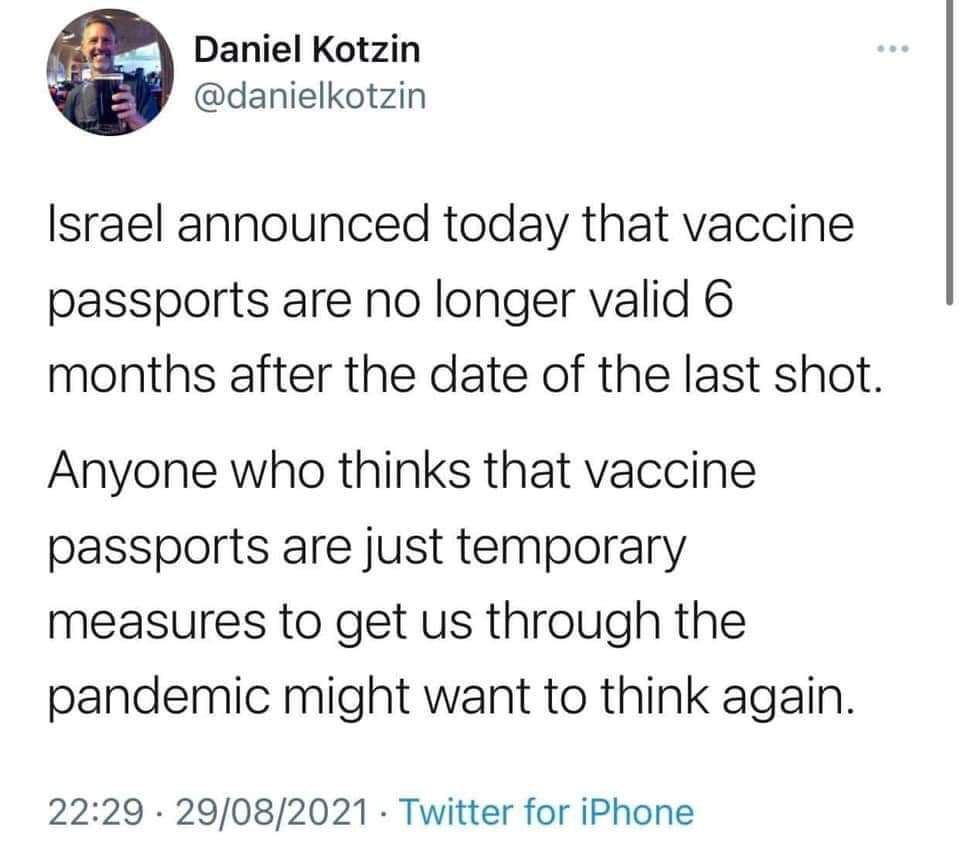 Daniel Kotzin
@danielkotzin
Israel announced today that vaccine
passports are no longer valid 6
months after the date of the last shot.
Anyone who thinks that vaccine
passports are just temporary
measures to get us through the
pandemic might want to think again.
22:29 · 29/08/2021 · Twitter for iPhone